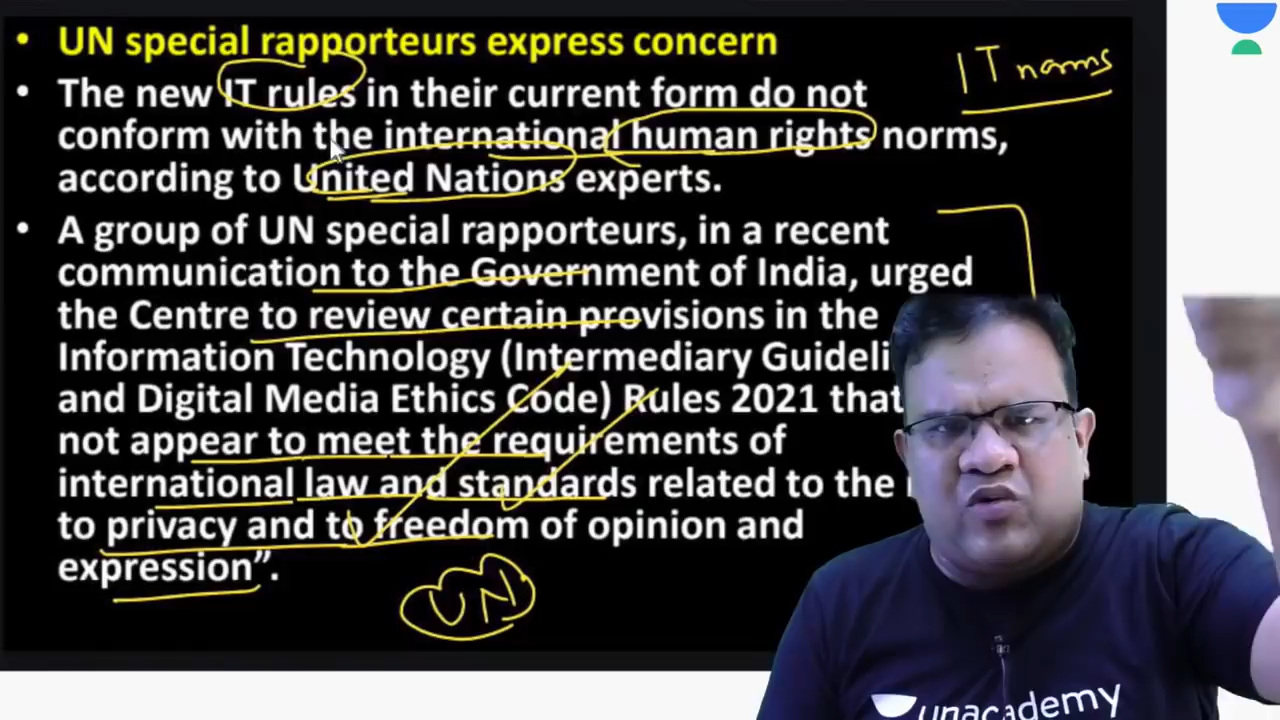 • UN special rapporteurs express concern
IT norms
• The new IT rules in their current form do not
conform with the international human rights norms,
according to United Nations experts.
• A group of UN special rapporteurs, in a recent
communication to the Government of India, urged
the Centre to review certain provisions in the
Information Technology (Intermediary Guideli
and Digital Media Ethics Code) Rules 2021 that
not appear to meet the requirements of
international law and standards related to the
to privacy and to freedom of opinion and
expression”.
UN
unacademy